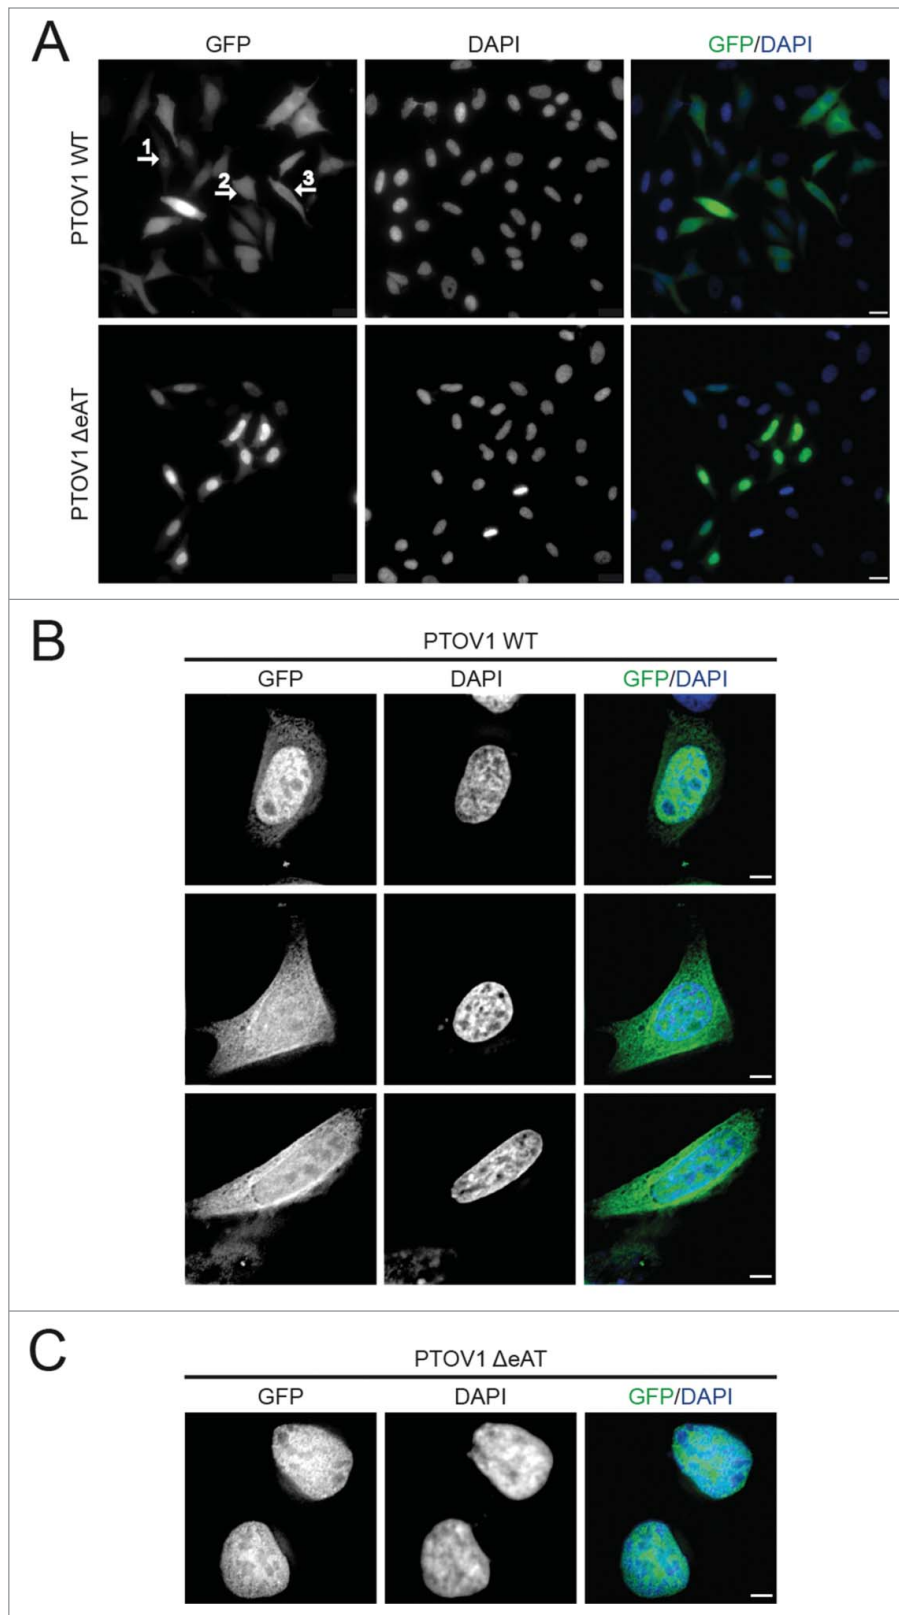 A
GFP DAPI GFP/DAPI
PTOV1 WT
1
2
3
PTOV1 ΔeAT
B
PTOV1 WT
GFP DAPI GFP/DAPI
C
PTOV1 ΔeAT
GFP DAPI GFP/DAPI